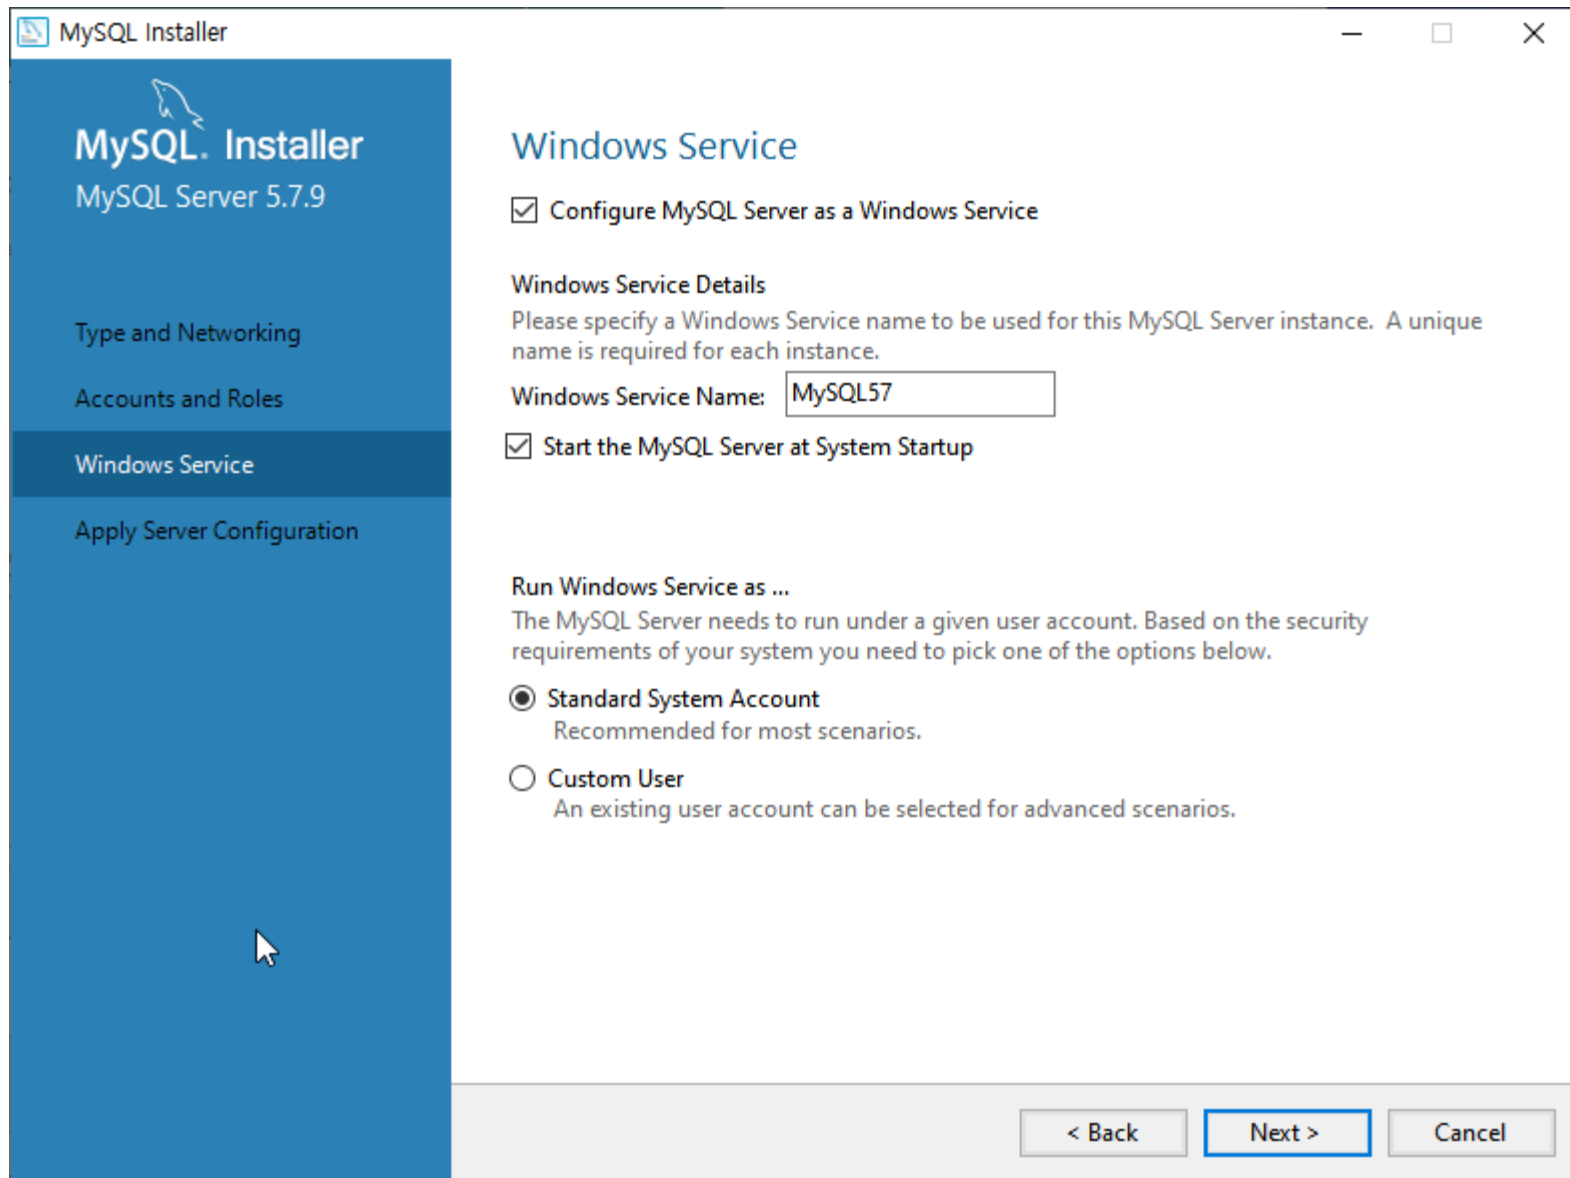 MySQL Installer
MySQL. Installer
MySQL Server 5.7.9
Type and Networking
Accounts and Roles
Windows Service
Apply Server Configuration
Windows Service
Configure MySQL Server as a Windows Service
Windows Service Details
Please specify a Windows Service name to be used for this MySQL Server instance.  A unique
name is required for each instance.
Windows Service Name: MySQL57
Start the MySQL Server at System Startup
Run Windows Service as ...
The MySQL Server needs to run under a given user account. Based on the security
requirements of your system you need to pick one of the options below.
Standard System Account
Recommended for most scenarios.
Custom User
An existing user account can be selected for advanced scenarios.
< Back Next > Cancel